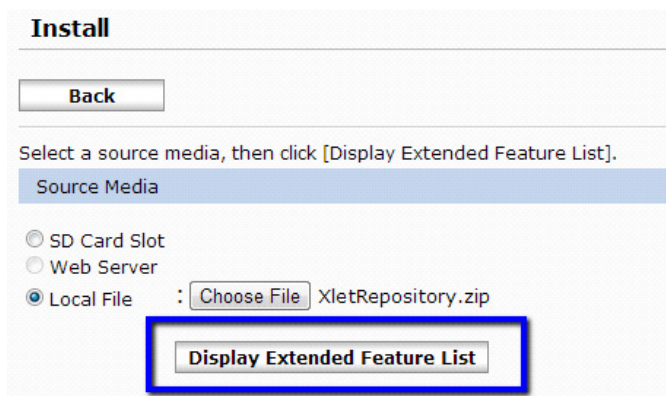 Install
Back
Select a source media, then click [Display Extended Feature List].
Source Media
SD Card Slot
Web Server
Local File : Choose File XletRepository.zip
Display Extended Feature List